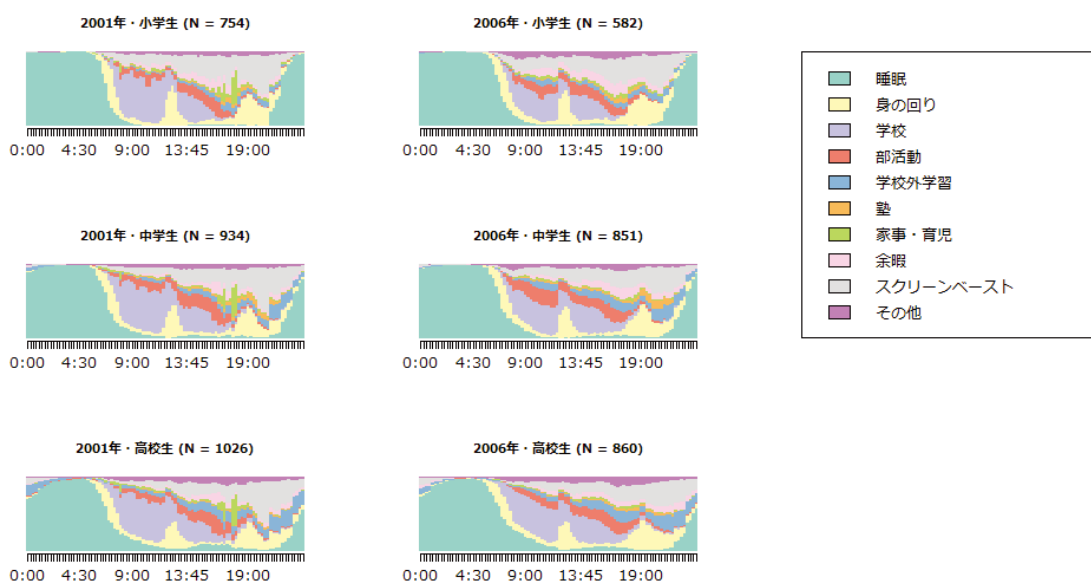 2001年・小学生 (N = 754)
0:00 4:30 9:00 13:45 19:00
2006年・小学生 (N = 582)
0:00 4:30 9:00 13:45 19:00
睡眠
身の回り
学校
部活動
学校外学習
塾
家事・育児
余暇
スクリーンベースト
その他
2001年・中学生 (N = 934)
0:00 4:30 9:00 13:45 19:00
2006年・中学生 (N = 851)
0:00 4:30 9:00 13:45 19:00
2001年・高校生 (N = 1026)
0:00 4:30 9:00 13:45 19:00
2006年・高校生 (N = 860)
0:00 4:30 9:00 13:45 19:00